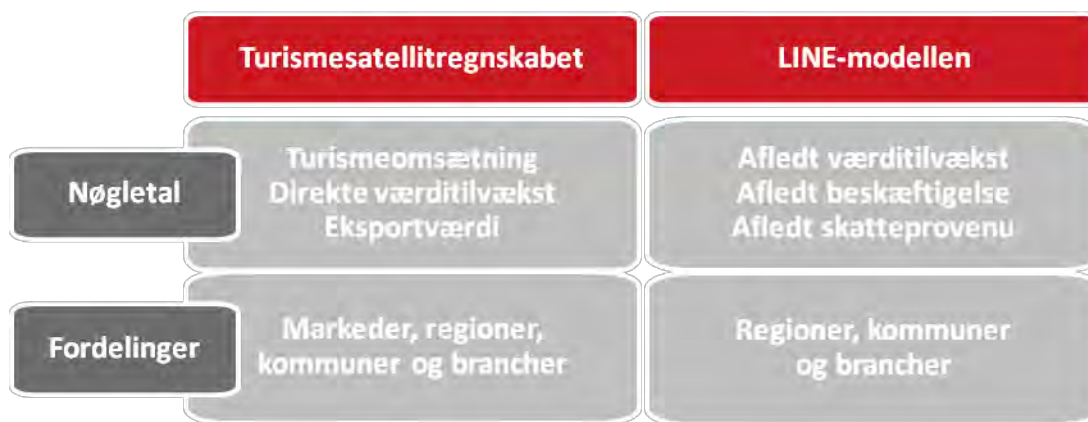 Turismesatellitregnskabet
LINE-modellen
Nøgletal
Turismeomsætning
Direkte værditilvækst
Eksportværdi
Afledt værditilvækst
Afledt beskæftigelse
Afledt skatteprovenu
Fordelinger
Markeder, regioner,
kommuner og brancher
Regioner, kommuner
og brancher